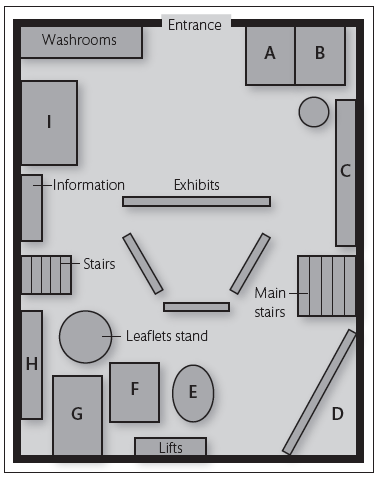 Entrance
Washrooms
A
B
I
C
Information
Exhibits
Stairs
Main
stairs
Leaflets stand
H
F
E
G
D
Lifts